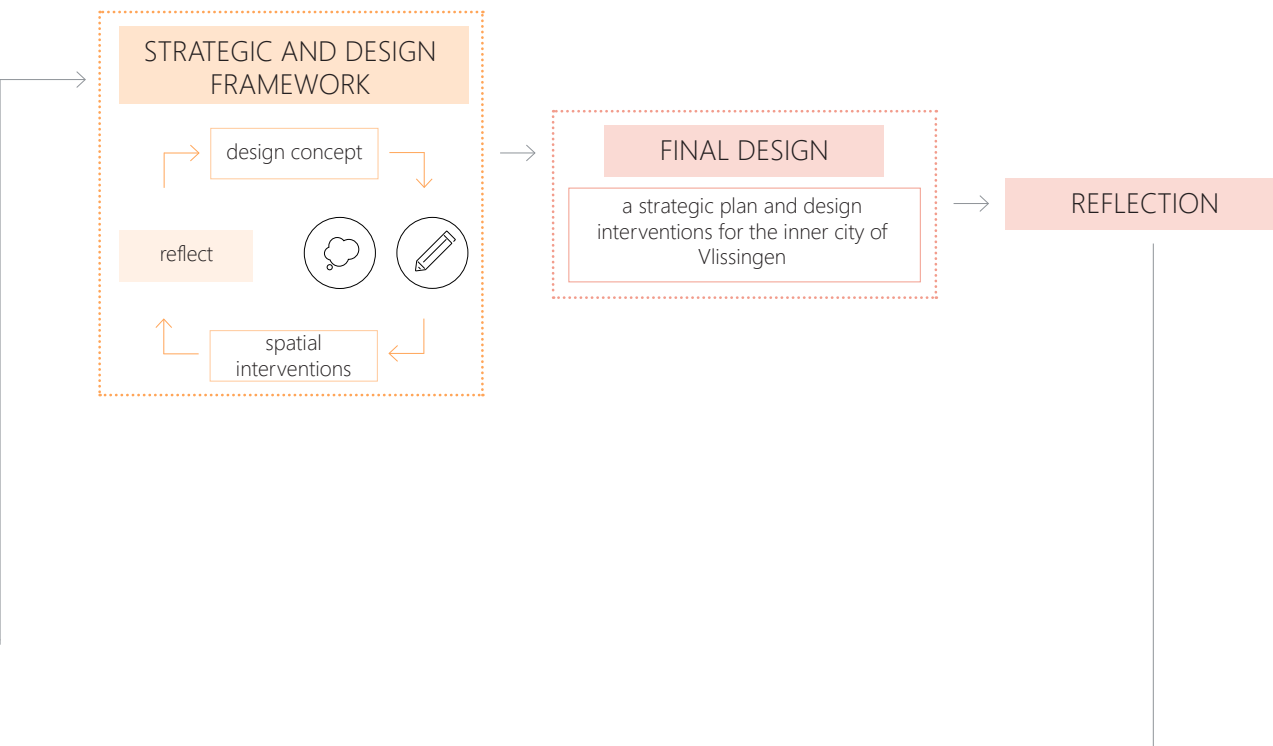 STRATEGIC AND DESIGN
FRAMEWORK
design concept
reflect
spatial
interventions
FINAL DESIGN
a strategic plan and design
interventions for the inner city of
Vlissingen
REFLECTION